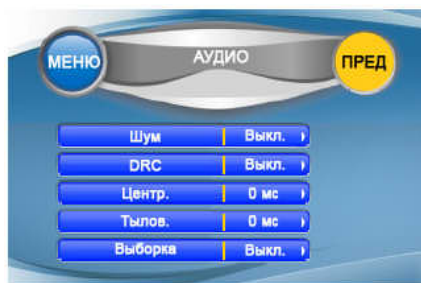 МЕНЮ АУДИО ПРЕД
Шум Выкл.
DRC Выкл.
Центр. 0 мс
Тылов. 0 мс
Выборка Выкл.